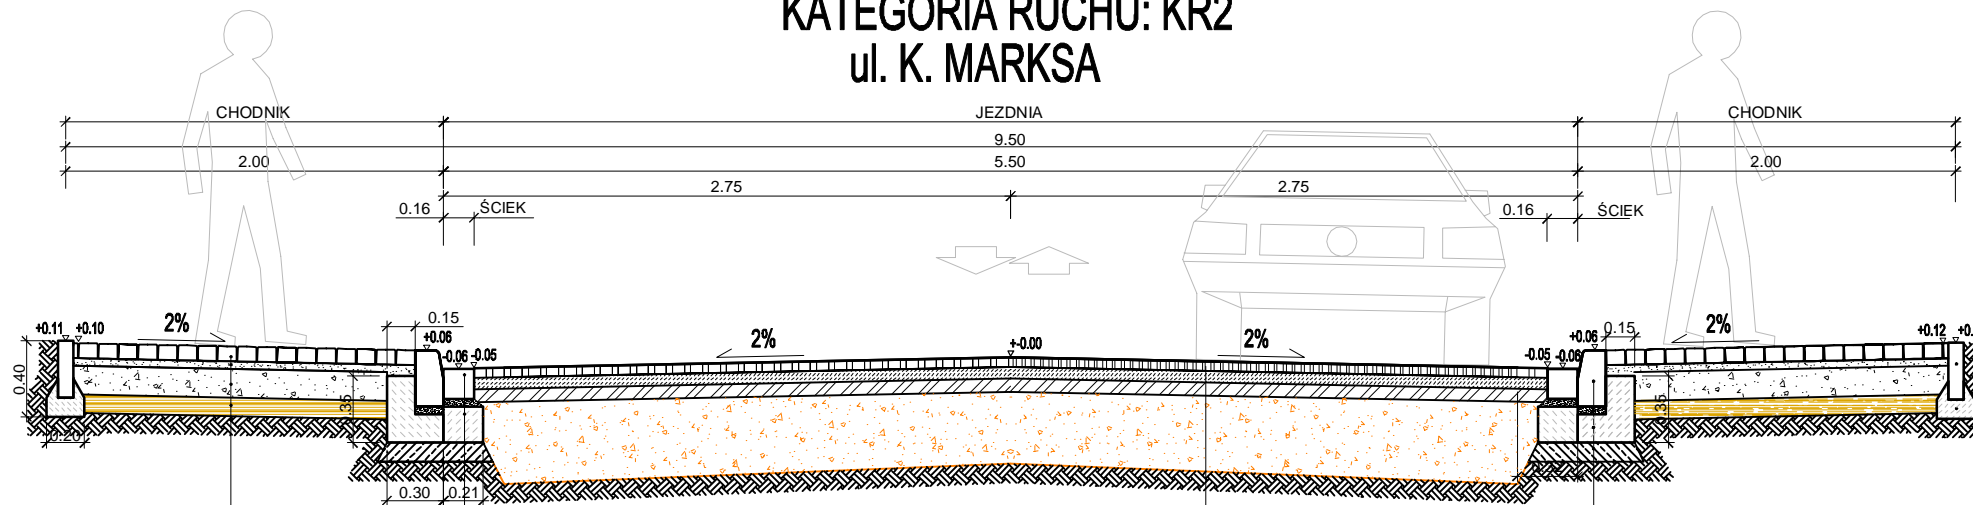 KATEGORIA RUCHU: KR2
ul. K. MARKSA
CHODNIK JEZDNIA CHODNIK
9.50
2.00 5.50 2.00
2.75 2.75
0.16 ŚCIEK 0.16 ŚCIEK
+0.11 +0.10 2% 0.15 +0.06 -0.06 -0.05 2% +-0.00 2% -0.05 -0.06 +0.06 0.15 2% +0.12
0.40 0.20 0.35 0.35
0.30 0.21